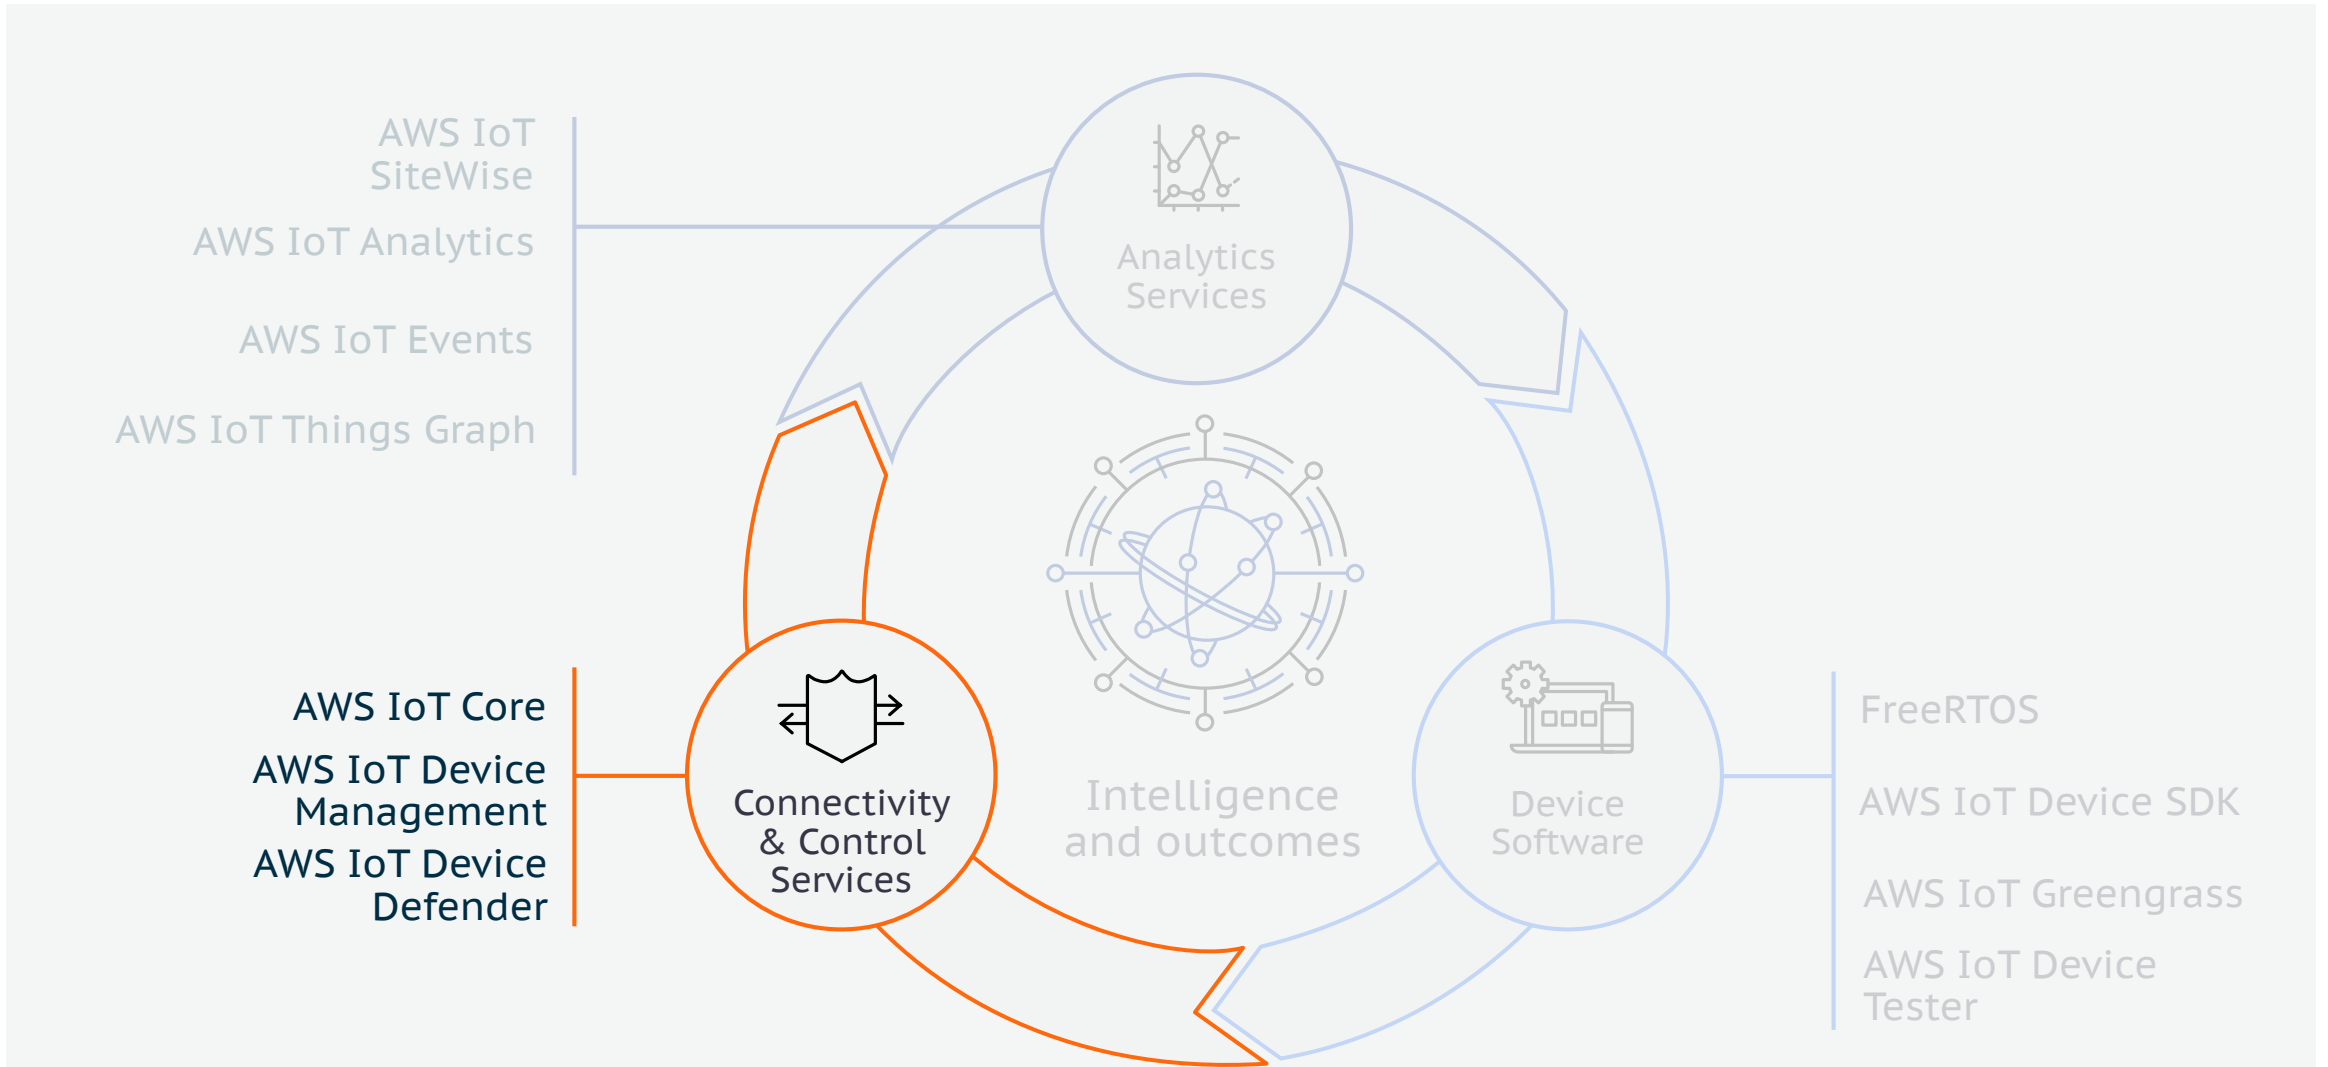 AWS IoT
SiteWise
AWS IoT Analytics
AWS IoT Events
AWS IoT Things Graph
Analytics
Services
AWS IoT Core
AWS IoT Device
Management
AWS IoT Device
Defender
Connectivity
& Control
Services
Intelligence
and outcomes
Device
Software
FreeRTOS
AWS IoT Device SDK
AWS IoT Greengrass
AWS IoT Device
Tester